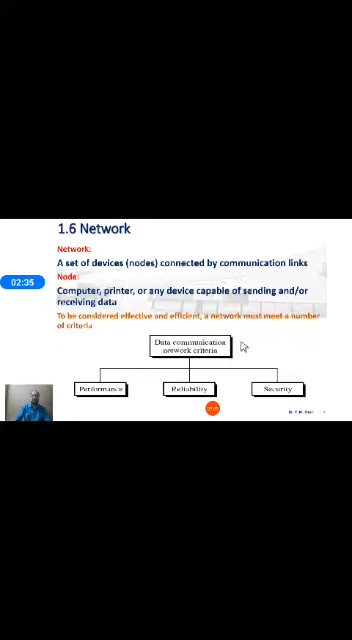 1.6 Network
Network:
A set of devices (nodes) connected by communication links
02:35
Node:
Computer, printer, or any device capable of sending and/or
receiving data
To be considered effective and efficient, a network must meet a number
of criteria
Data communication
network criteria
Performance
Reliability
Security